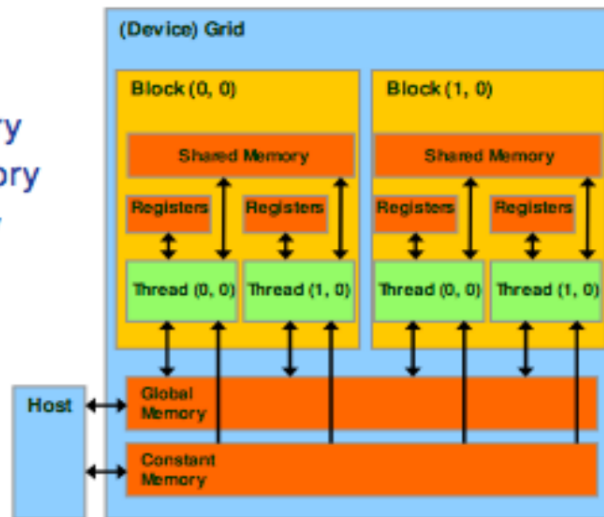 (Device) Grid
Block (0, 0)
Block (1, 0)
Shared Memory
Shared Memory
Registers
Registers
Registers
Registers
Thread (0, 0)
Thread (1, 0)
Thread (0, 0)
Thread (1, 0)
Host
Global
Memory
Constant
Memory